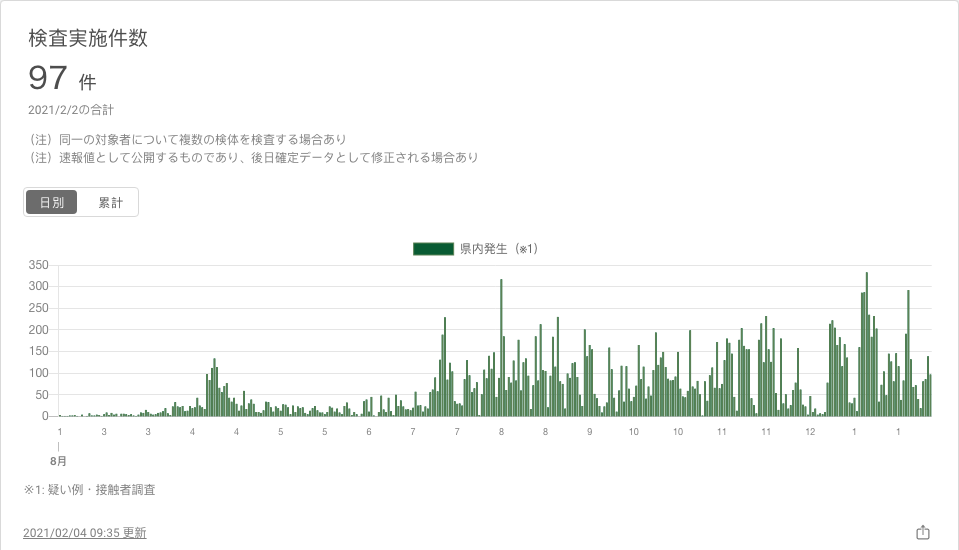 検査実施件数
97 件
2021/2/2の合計
（注）同一の対象者について複数の検体を検査する場合あり
（注）速報値として公開するものであり、後日確定データとして修正される場合あり
日別 累計
県内発生（※1）
350
300
250
200
150
100
50
0
1 3 3 4 4 5 5 6 7 7 8 8 9 10 10 11 11 12 1 1
8月
※1: 疑い例・接触者調査
2021/02/04 09:35 更新